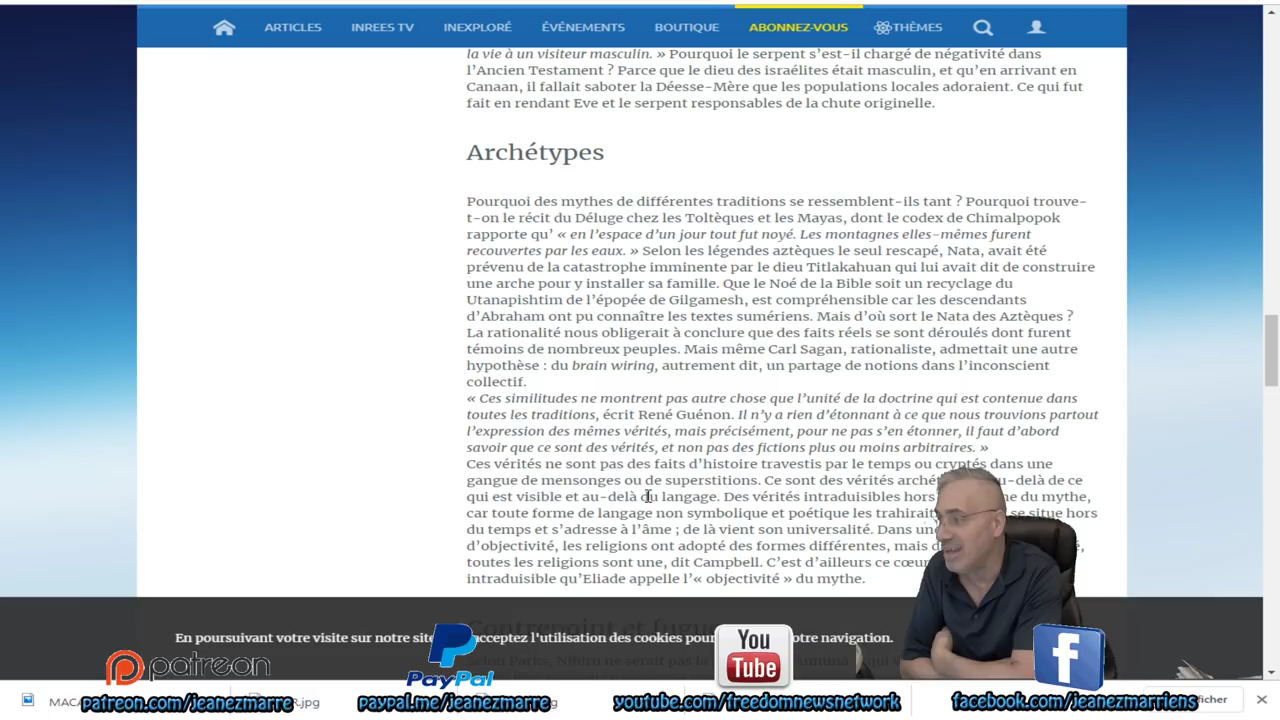 ARTICLES INREES TV INEXPLORÉ ÉVÉNEMENTS BOUTIQUE ABONNEZ-VOUS THÈMES
la vie à un visiteur masculin. » Pourquoi le serpent s'est-il chargé de négativité dans
l'Ancien Testament ? Parce que le dieu des israélites était masculin, et qu'en arrivant en
Canaan, il fallait saboter la Déesse-Mère que les populations locales adoraient. Ce qui fut
fait en rendant Eve et le serpent responsables de la chute originelle.
Archétypes
Pourquoi des mythes de différentes traditions se ressemblent-ils tant ? Pourquoi trouve-
t-on le récit du Déluge chez les Toltèques et les Mayas, dont le codex de Chimalpopok
rapporte qu' « en l'espace d'un jour tout fut noyé. Les montagnes elles-mêmes furent
recouvertes par les eaux. » Selon les légendes aztèques le seul rescapé, Nata, avait été
prévenu de la catastrophe imminente par le dieu Titlakahuan qui lui avait dit de construire
une arche pour y installer sa famille. Que le Noé de la Bible soit un recyclage du
Utanapishtim de l'épopée de Gilgamesh, est compréhensible car les descendants
d'Abraham ont pu connaître les textes sumériens. Mais d'où sort le Nata des Aztèques ?
La rationalité nous obligerait à conclure que des faits réels se sont déroulés dont furent
témoins de nombreux peuples. Mais même Carl Sagan, rationaliste, admettait une autre
hypothèse : du brain wiring, autrement dit, un partage de notions dans l'inconscient
collectif.
« Ces similitudes ne montrent pas autre chose que l'unité de la doctrine qui est contenue dans
toutes les traditions, écrit René Guénon. Il n'y a rien d'étonnant à ce que nous trouvions partout
l'expression des mêmes vérités, mais précisément, pour ne pas s'en étonner, il faut d'abord
savoir que ce sont des vérités, et non pas des fictions plus ou moins arbitraires. »
Ces vérités ne sont pas des faits d'histoire travestis par le temps ou cryptés dans une
gangue de mensonges ou de superstitions. Ce sont des vérités au-delà de ce
qui est visible et au-delà du langage. Des vérités intraduisibles hors du mythe,
car toute forme de langage non symbolique et poétique les trahirait se situe hors
du temps et s'adresse à l'âme ; de là vient son universalité. Dans
d'objectivité, les religions ont adopté des formes différentes, mais
toutes les religions sont une, dit Campbell. C'est d'ailleurs ce cœur
intraduisible qu'Eliade appelle l'« objectivité » du mythe.
Contrepoint et fugue
En poursuivant votre visite sur notre site acceptez l'utilisation des cookies pour votre navigation.
patreon PayPal You Tube f
patreon.com/jeanezmarre paypal.me/jeanezmarre youtube.com/freedomnewsnetwork facebook.com/jeanezmarriens